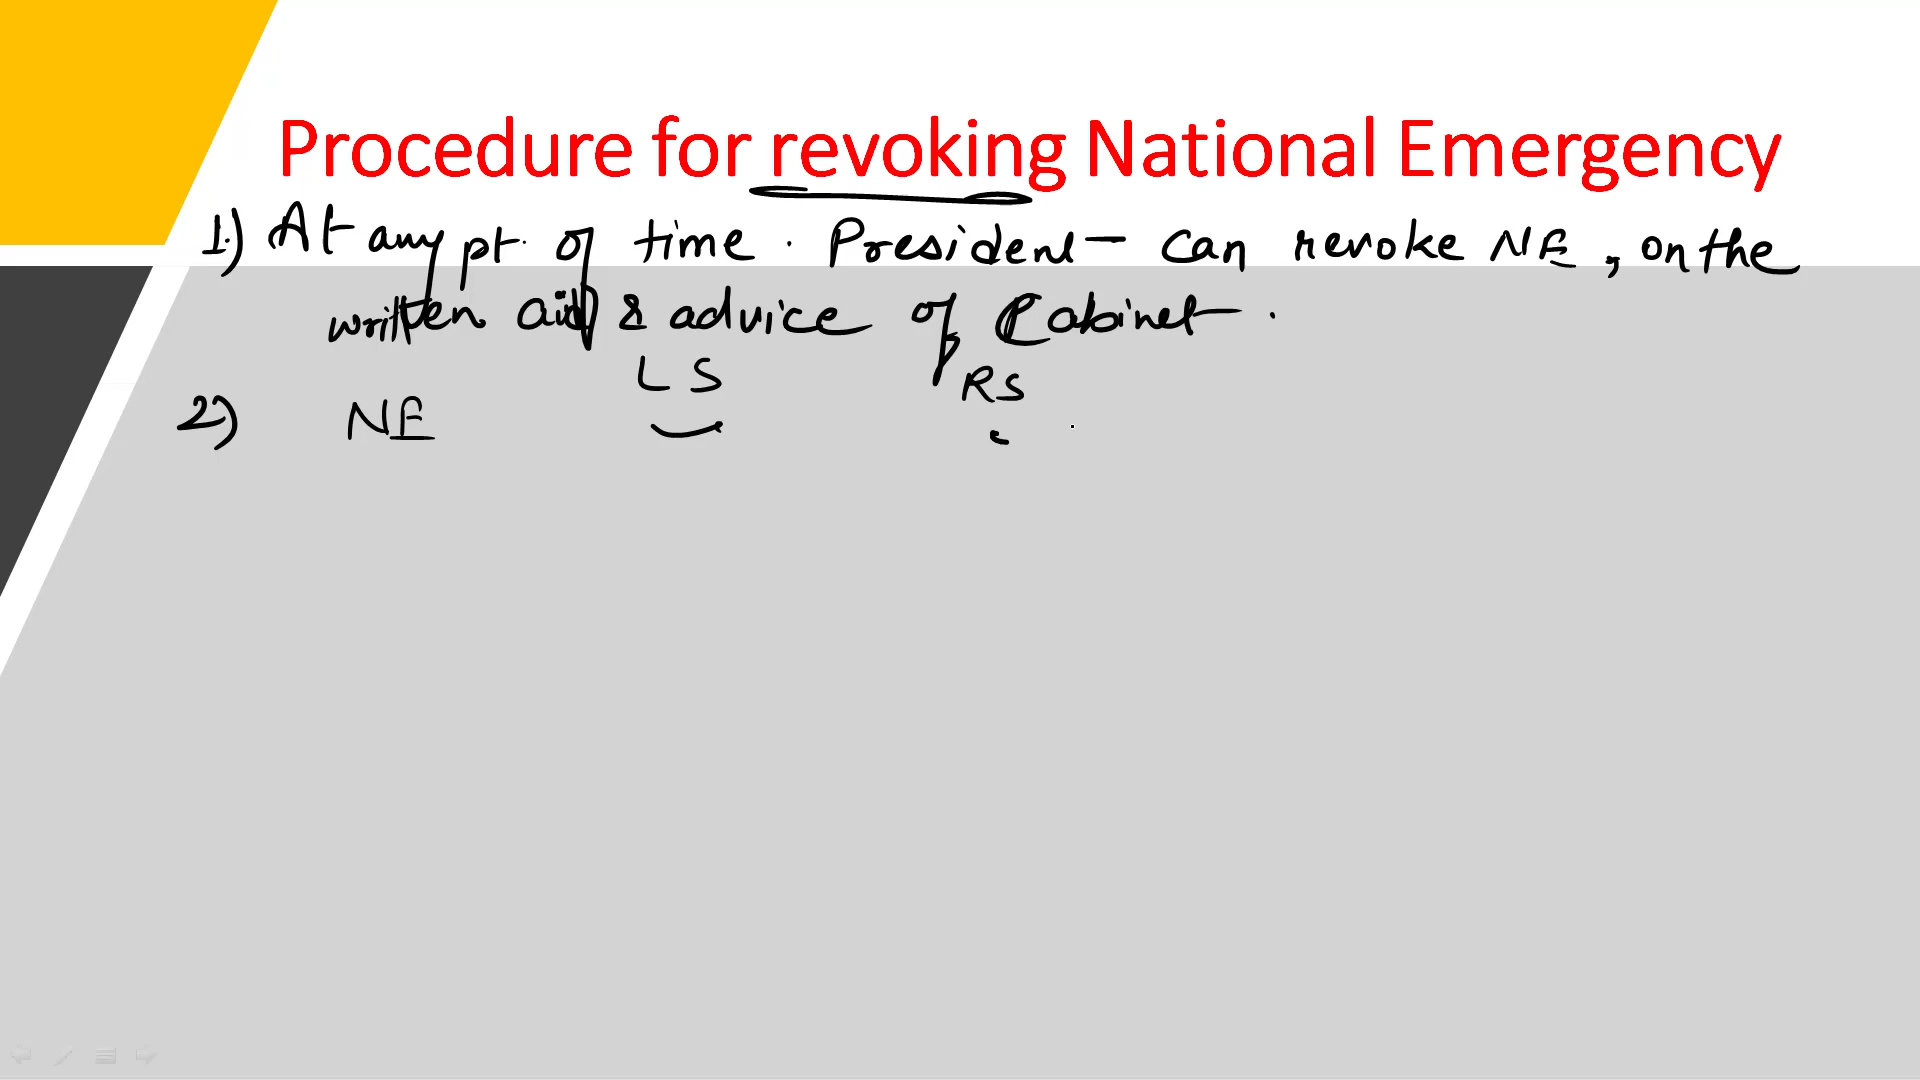 Procedure for revoking National Emergency
1.) At any pt. of time. President can revoke NE, on the
written aid & advice of Cabinet.
LS RS
2) NE